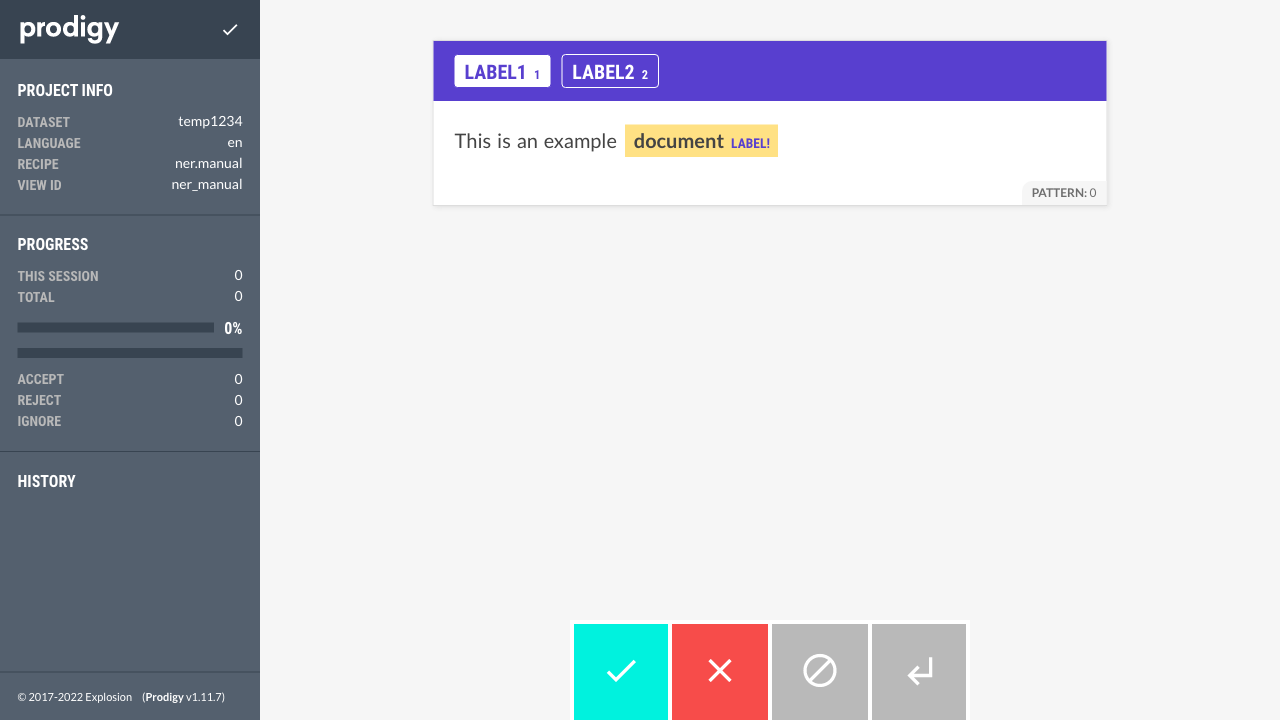 prodigy
PROJECT INFO
DATASET temp1234
LANGUAGE en
RECIPE ner.manual
VIEW ID ner_manual
PROGRESS
THIS SESSION 0
TOTAL 0
0%
ACCEPT 0
REJECT 0
IGNORE 0
HISTORY
© 2017-2022 Explosion (Prodigy v1.11.7)
LABEL1 1 LABEL2 2
This is an example document LABEL!
PATTERN: 0